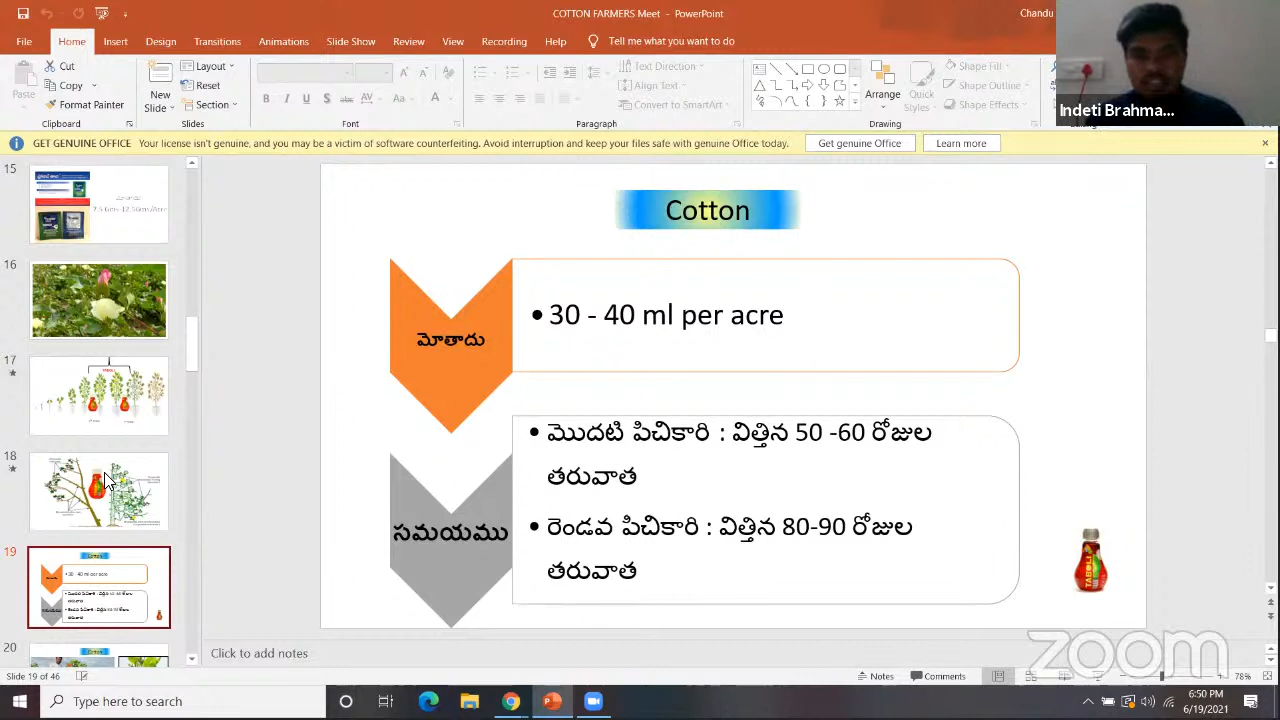 COTTON FARMERS Meet - PowerPoint
Chandu
File Home Insert Design Transitions Animations Slide Show Review View Recording Help Tell me what you want to do
Paste
Cut
Copy
Format Painter
Clipboard
New Slide
Layout
Reset
Section
Slides
Font
Text Direction
Align Text
Convert to SmartArt
Paragraph
Arrange
Quick Styles
Shape Fill
Shape Outline
Shape Effects
Drawing
Indeti Brahma...
GET GENUINE OFFICE Your license isn't genuine, and you may be a victim of software counterfeiting. Avoid interruption and keep your files safe with genuine Office today. Get genuine Office Learn more
15
16
17
18
19
20
Cotton
మోతాదు
• 30 - 40 ml per acre
సమయము
• మొదటి పిచికారి : విత్తిన 50 -60 రోజుల
తరువాత
• రెండవ పిచికారి : విత్తిన 80-90 రోజుల
తరువాత
TABOLI
Click to add notes
zoom
Slide 19 of 46
Notes Comments 78%
Type here to search
6:50 PM
6/19/2021